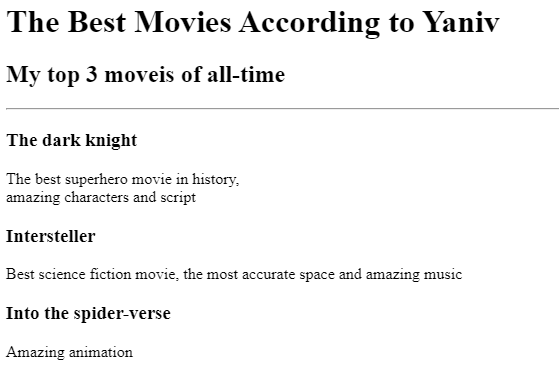 The Best Movies According to Yaniv
My top 3 moveis of all-time
The dark knight
The best superhero movie in history,
amazing characters and script
Intersteller
Best science fiction movie, the most accurate space and amazing music
Into the spider-verse
Amazing animation